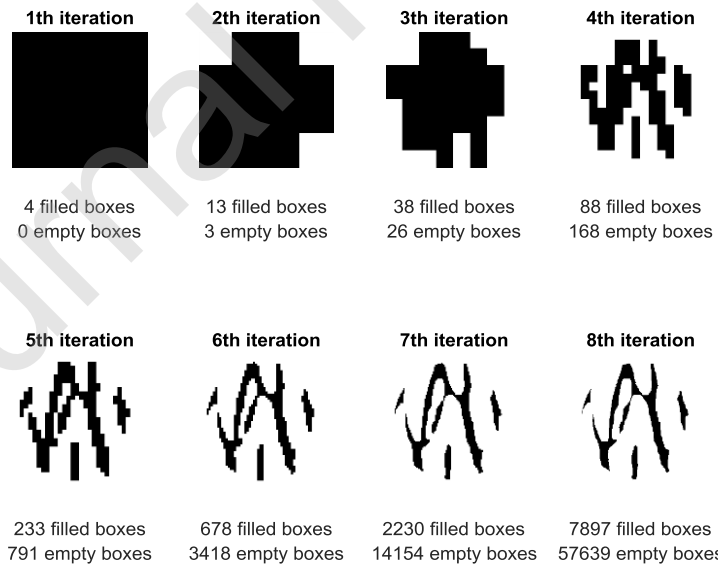 1th iteration
2th iteration
3th iteration
4th iteration
4 filled boxes
0 empty boxes
13 filled boxes
3 empty boxes
38 filled boxes
26 empty boxes
88 filled boxes
168 empty boxes
5th iteration
6th iteration
7th iteration
8th iteration
233 filled boxes
791 empty boxes
678 filled boxes
3418 empty boxes
2230 filled boxes
14154 empty boxes
7897 filled boxes
57639 empty boxes